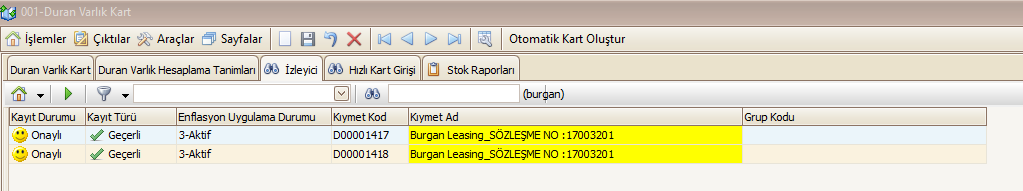 001-Duran Varlık Kart
İşlemler Çıktılar Araçlar Sayfalar Otomatik Kart Oluştur
Duran Varlık Kart Duran Varlık Hesaplama Tanımları İzleyici Hızlı Kart Girişi Stok Raporları
(burgan)
Kayıt Durumu Kayıt Türü Enflasyon Uygulama Durumu Kıymet Kod Kıymet Ad Grup Kodu
Onaylı Geçerli 3-Aktif D00001417 Burgan Leasing_SÖZLEŞME NO :17003201
Onaylı Geçerli 3-Aktif D00001418 Burgan Leasing_SÖZLEŞME NO :17003201